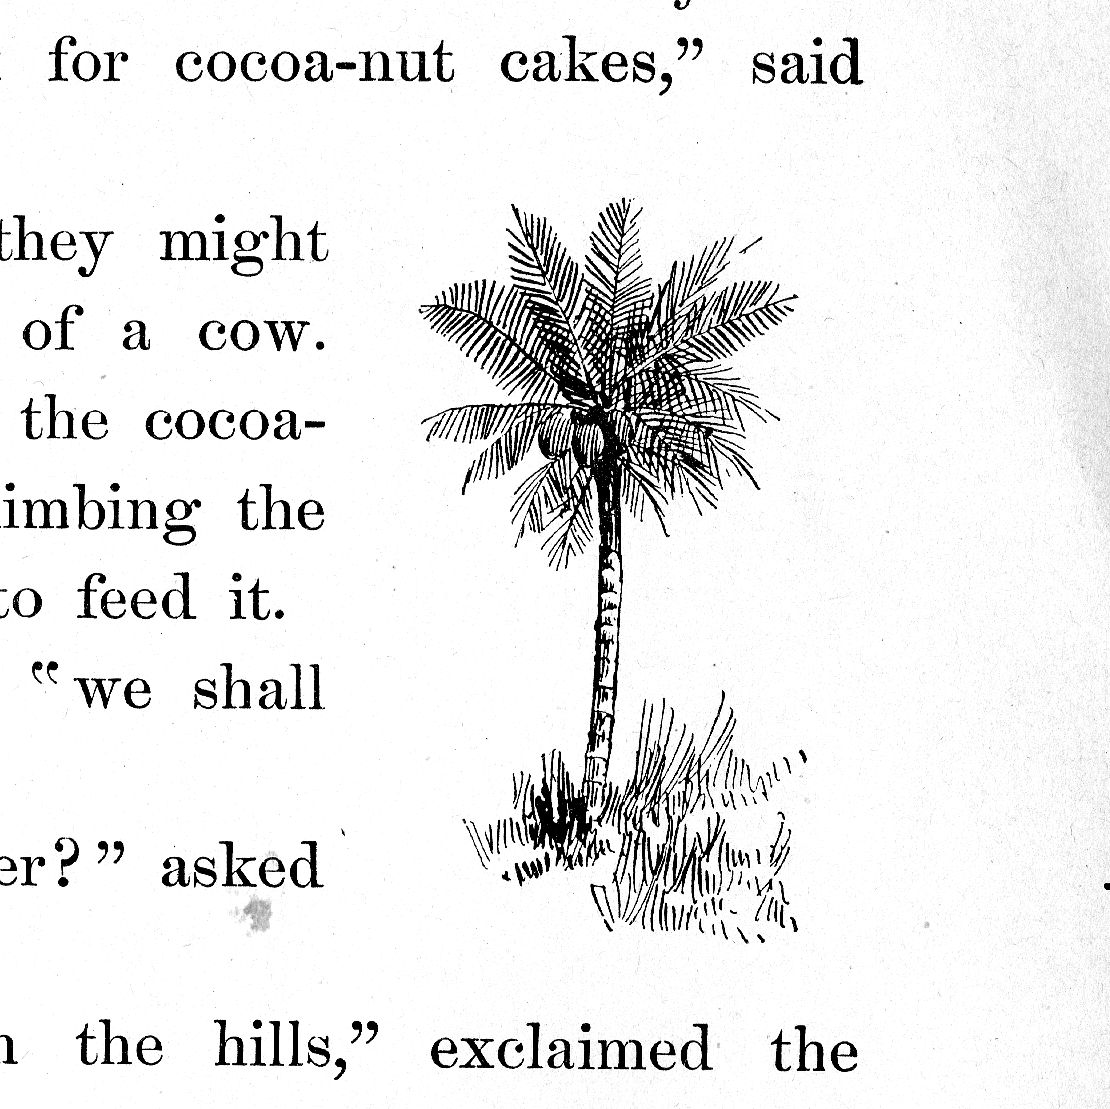 for cocoa-nut cakes,” said
they might
of a cow.
the cocoa-
imbing the
to feed it.
“we shall
er?” asked
the hills,” exclaimed the